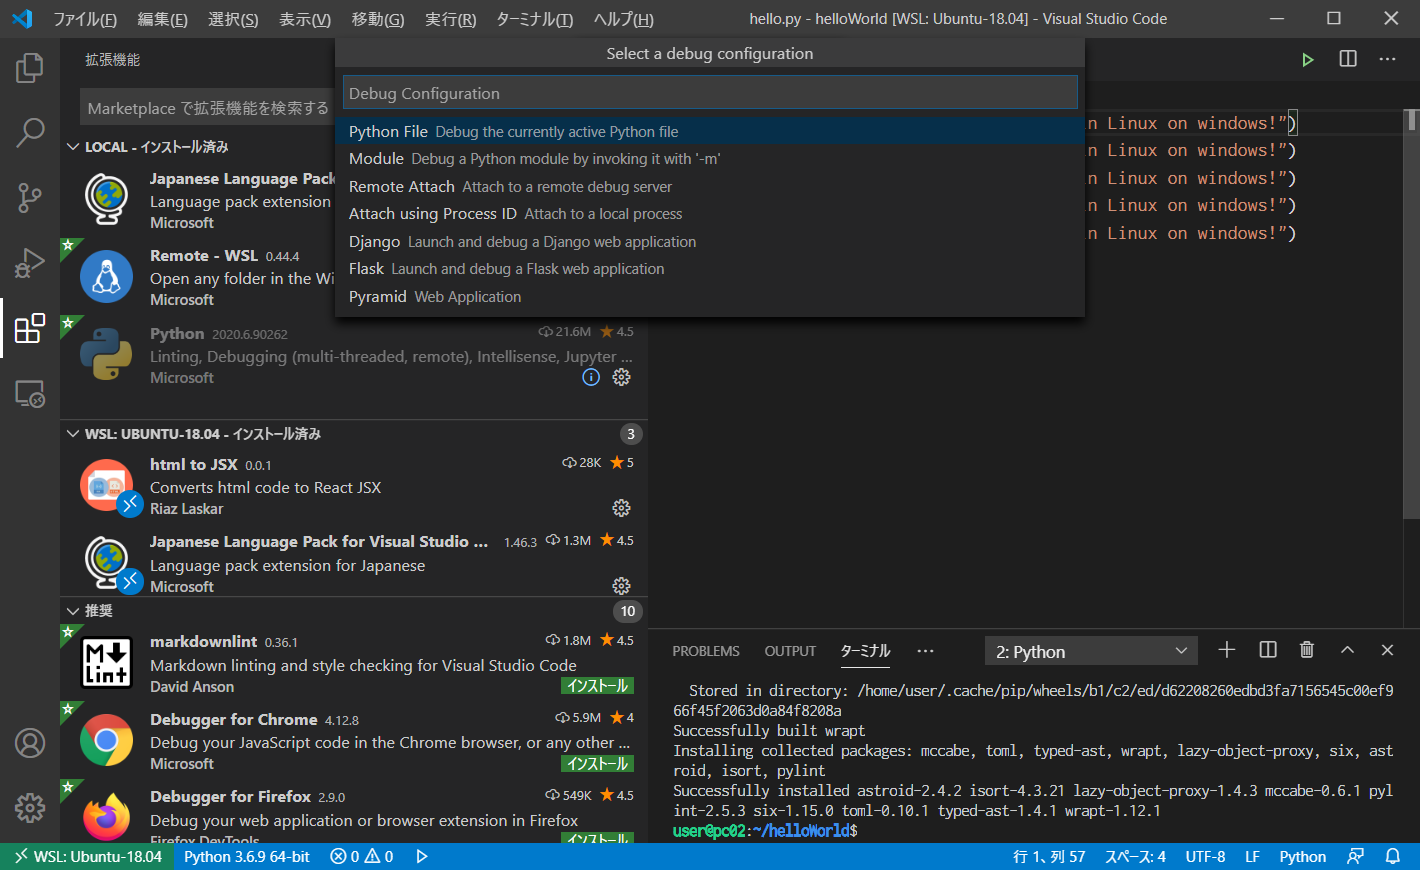 ファイル(F) 編集(E) 選択(S) 表示(V) 移動(G) 実行(R) ターミナル(T) ヘルプ(H) hello.py - helloWorld [WSL: Ubuntu-18.04] - Visual Studio Code
Select a debug configuration
Debug Configuration
Python File Debug the currently active Python file
Module Debug a Python module by invoking it with '-m'
Remote Attach Attach to a remote debug server
Attach using Process ID Attach to a local process
Django Launch and debug a Django web application
Flask Launch and debug a Flask web application
Pyramid Web Application
拡張機能
Marketplace で拡張機能を検索する
LOCAL - インストール済み
Japanese Language Pack
Language pack extension
Microsoft
Remote - WSL 0.44.4
Open any folder in the Wi
Microsoft
Python 2020.6.90262 21.6M 4.5
Linting, Debugging (multi-threaded, remote), Intellisense, Jupyter ...
Microsoft
WSL: UBUNTU-18.04 - インストール済み 3
html to JSX 0.0.1 28K 5
Converts html code to React JSX
Riaz Laskar
Japanese Language Pack for Visual Studio ... 1.46.3 1.3M 4.5
Language pack extension for Japanese
Microsoft
推奨 10
markdownlint 0.36.1 1.8M 4.5
Markdown linting and style checking for Visual Studio Code
David Anson インストール
M Lint
Debugger for Chrome 4.12.8 5.9M 4
Debug your JavaScript code in the Chrome browser, or any other ...
Microsoft インストール
Debugger for Firefox 2.9.0 549K 4.5
Debug your web application or browser extension in Firefox
Firefox DevTools インストール
n Linux on windows!")
n Linux on windows!")
n Linux on windows!")
n Linux on windows!")
n Linux on windows!")
PROBLEMS OUTPUT ターミナル ... 2: Python
Stored in directory: /home/user/.cache/pip/wheels/b1/c2/ed/d62208260edbd3fa7156545c00ef9
66f45f2063d0a84f8208a
Successfully built wrapt
Installing collected packages: mccabe, toml, typed-ast, wrapt, lazy-object-proxy, six, ast
roid, isort, pylint
Successfully installed astroid-2.4.2 isort-4.3.21 lazy-object-proxy-1.4.3 mccabe-0.6.1 pyl
int-2.5.3 six-1.15.0 toml-0.10.1 typed-ast-1.4.1 wrapt-1.12.1
user@pc02:~/helloWorld$
WSL: Ubuntu-18.04 Python 3.6.9 64-bit 0 0 行 1、列 57 スペース: 4 UTF-8 LF Python